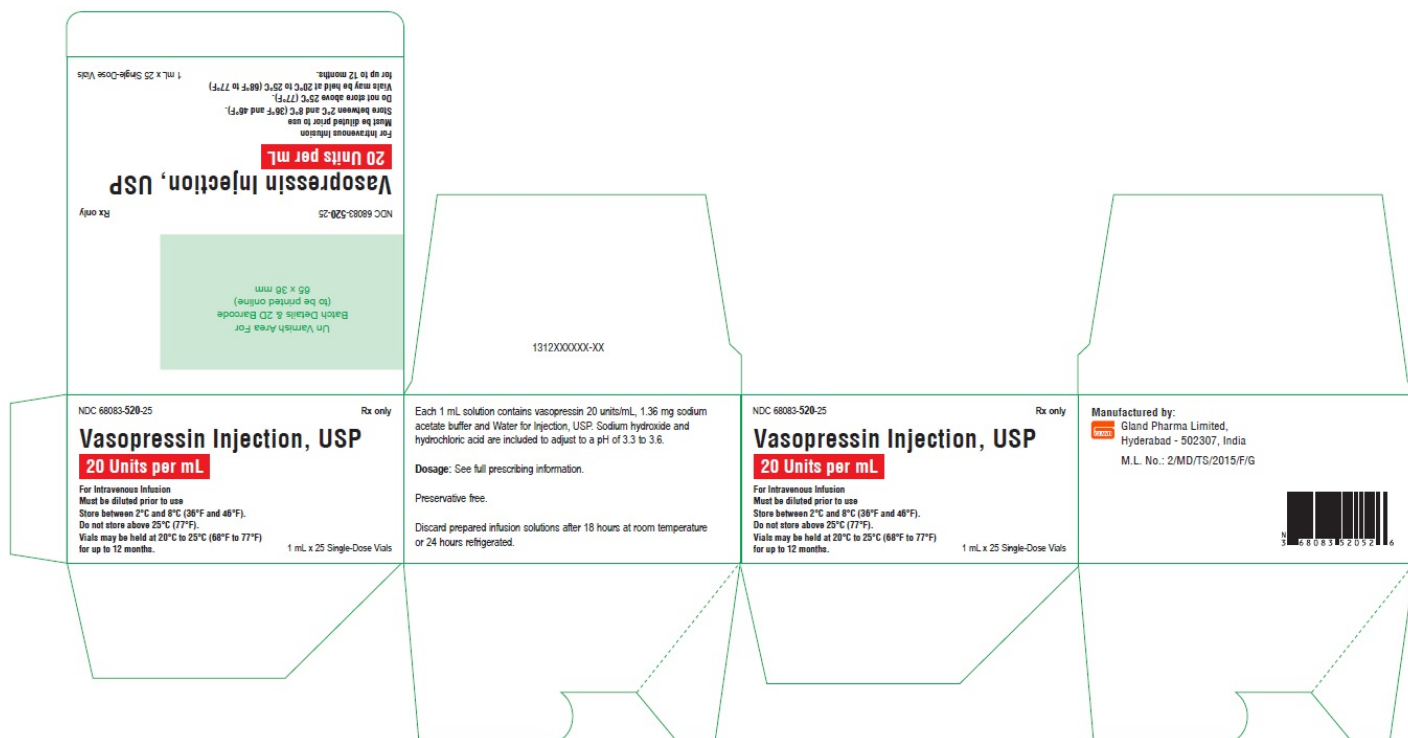 1 mL x 25 Single-Dose Vials
for up to 12 months.
Vials may be held at 20°C to 25°C (68°F to 77°F)
Do not store above 25°C (77°F).
Store between 2°C and 8°C (36°F and 46°F).
Must be diluted prior to use
For Intravenous Infusion
20 Units per mL
Vasopressin Injection, USP
Rx only
NDC 68083-520-25
65 x 36 mm
(to be printed online)
Batch Details & 2D Barcode
Un Varnish Area For
1312XXXXXX-XX
NDC 68083-520-25 Rx only
Vasopressin Injection, USP
20 Units per mL
For Intravenous Infusion
Must be diluted prior to use
Store between 2°C and 8°C (36°F and 46°F).
Do not store above 25°C (77°F).
Vials may be held at 20°C to 25°C (68°F to 77°F)
for up to 12 months.
1 mL x 25 Single-Dose Vials
Each 1 mL solution contains vasopressin 20 units/mL, 1.36 mg sodium
acetate buffer and Water for Injection, USP. Sodium hydroxide and
hydrochloric acid are included to adjust to a pH of 3.3 to 3.6.
Dosage: See full prescribing information.
Preservative free.
Discard prepared infusion solutions after 18 hours at room temperature
or 24 hours refrigerated.
NDC 68083-520-25 Rx only
Vasopressin Injection, USP
20 Units per mL
For Intravenous Infusion
Must be diluted prior to use
Store between 2°C and 8°C (36°F and 46°F).
Do not store above 25°C (77°F).
Vials may be held at 20°C to 25°C (68°F to 77°F)
for up to 12 months.
1 mL x 25 Single-Dose Vials
Manufactured by:
Gland Pharma Limited,
Hyderabad - 502307, India
M.L. No.: 2/MD/TS/2015/F/G
N
3 68083 52052 6